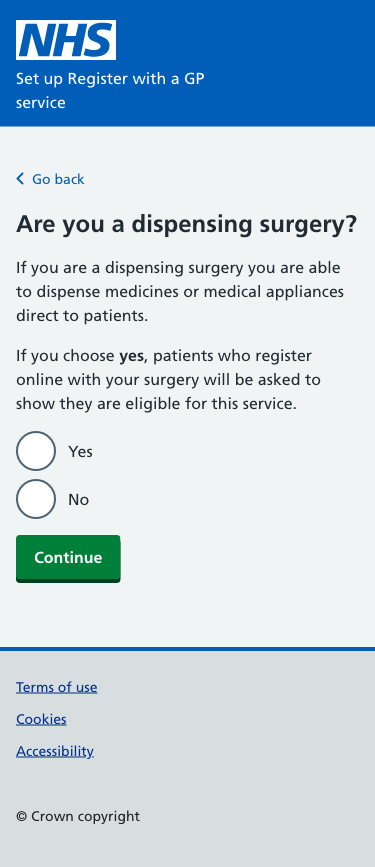 NHS
Set up Register with a GP
service
Go back
Are you a dispensing surgery?
If you are a dispensing surgery you are able
to dispense medicines or medical appliances
direct to patients.
If you choose yes, patients who register
online with your surgery will be asked to
show they are eligible for this service.
Yes
No
Continue
Terms of use
Cookies
Accessibility
© Crown copyright